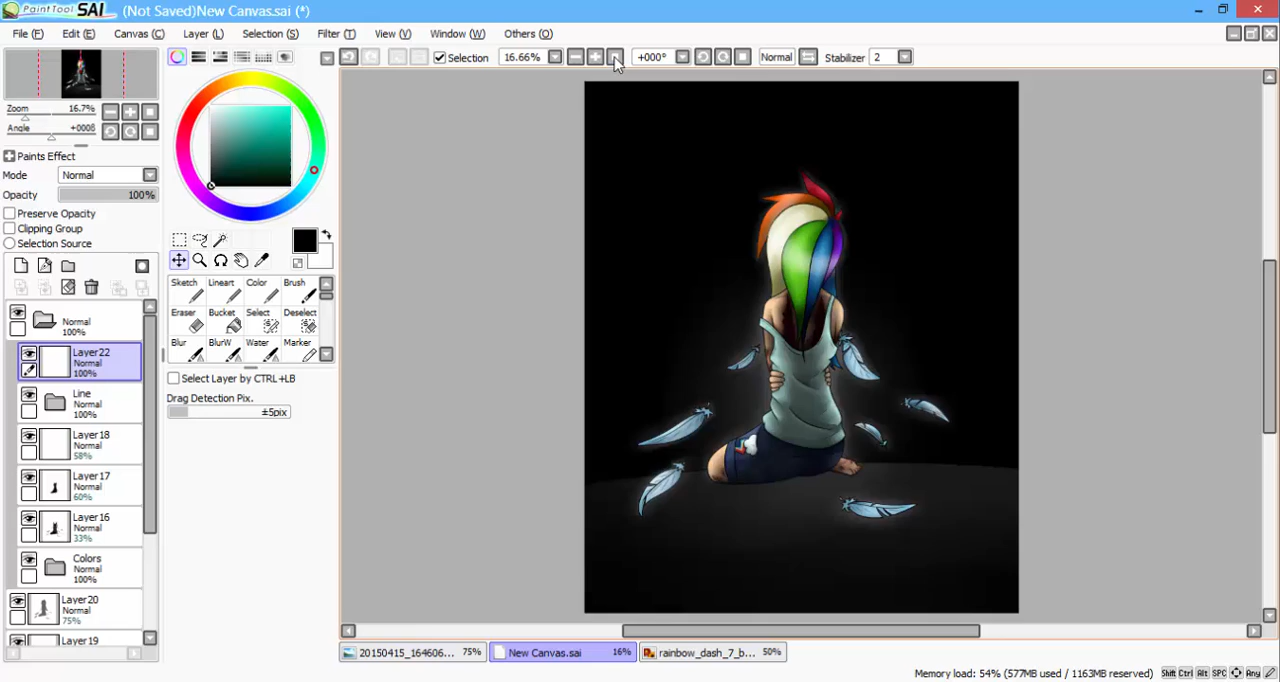 PaintTool SAI (Not Saved)New Canvas.sai (*)
File (F) Edit (E) Canvas (C) Layer (L) Selection (S) Filter (T) View (V) Window (W) Others (O)
Selection 16.66% +000° Normal Stabilizer 2
Zoom 16.7%
Angle
Paints Effect
Mode Normal
Opacity 100%
Preserve Opacity
Clipping Group
Selection Source
Normal
100%
Layer22
Normal
100%
Line
Normal
100%
Layer18
Normal
58%
Layer17
Normal
60%
Layer16
Normal
33%
Colors
Normal
100%
Layer20
Normal
75%
Layer19
Sketch Lineart Color Brush
Eraser Bucket Select Deselect
Blur BlurW Water Marker
Select Layer by CTRL+LB
Drag Detection Pix.
±5pix
20150415_164606... 75% New Canvas.sai 16% rainbow_dash_7_b... 50%
Memory load: 54% (577MB used / 1163MB reserved) Shift Ctrl Alt SPC Any